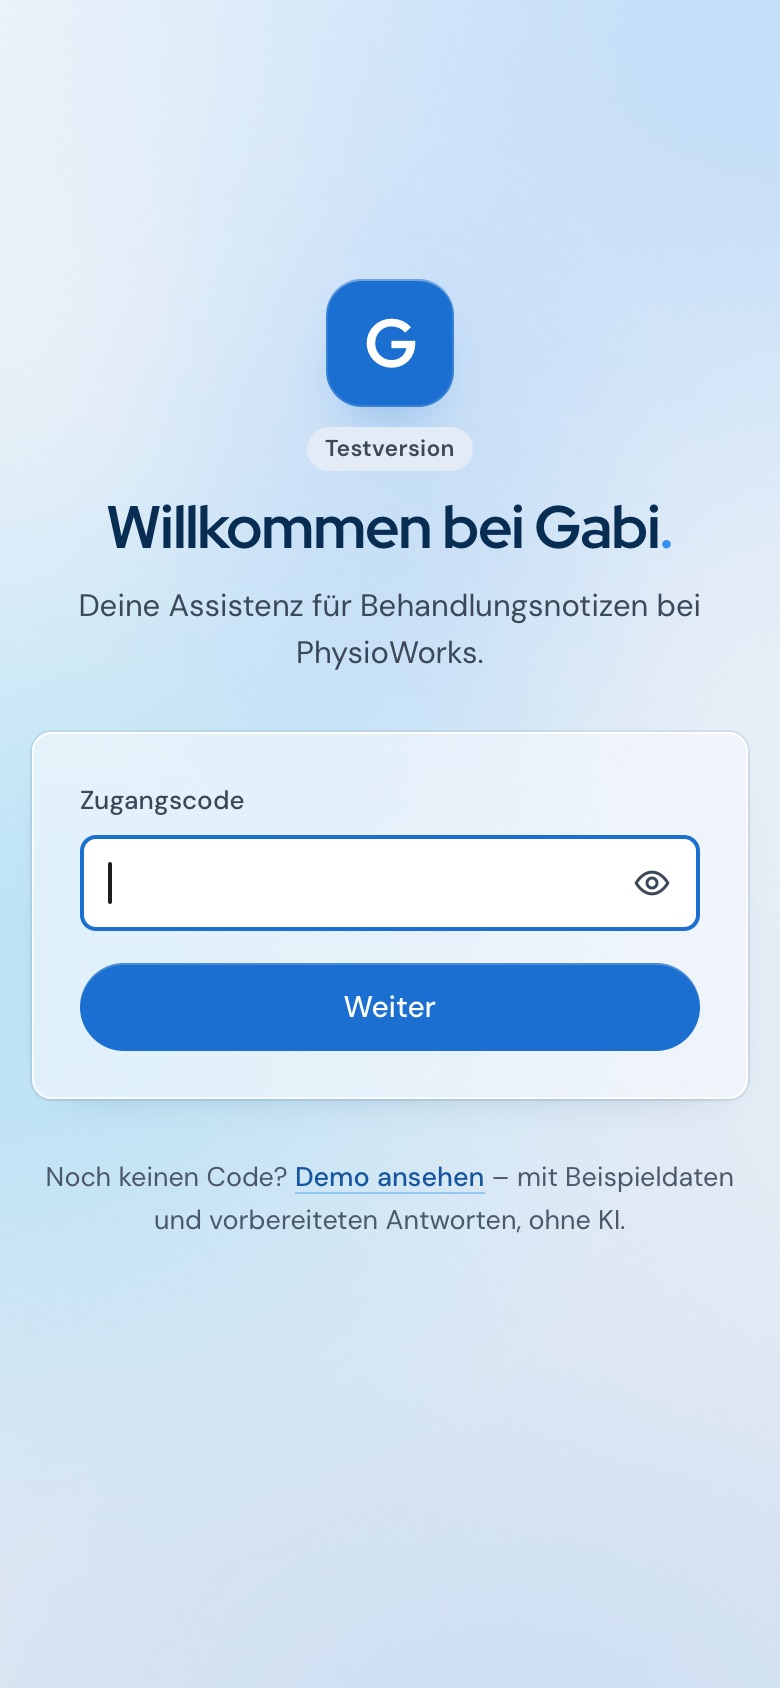 G
Testversion
Willkommen bei Gabi.
Deine Assistenz für Behandlungsnotizen bei
PhysioWorks.
Zugangscode
Weiter
Noch keinen Code? Demo ansehen – mit Beispieldaten
und vorbereiteten Antworten, ohne KI.